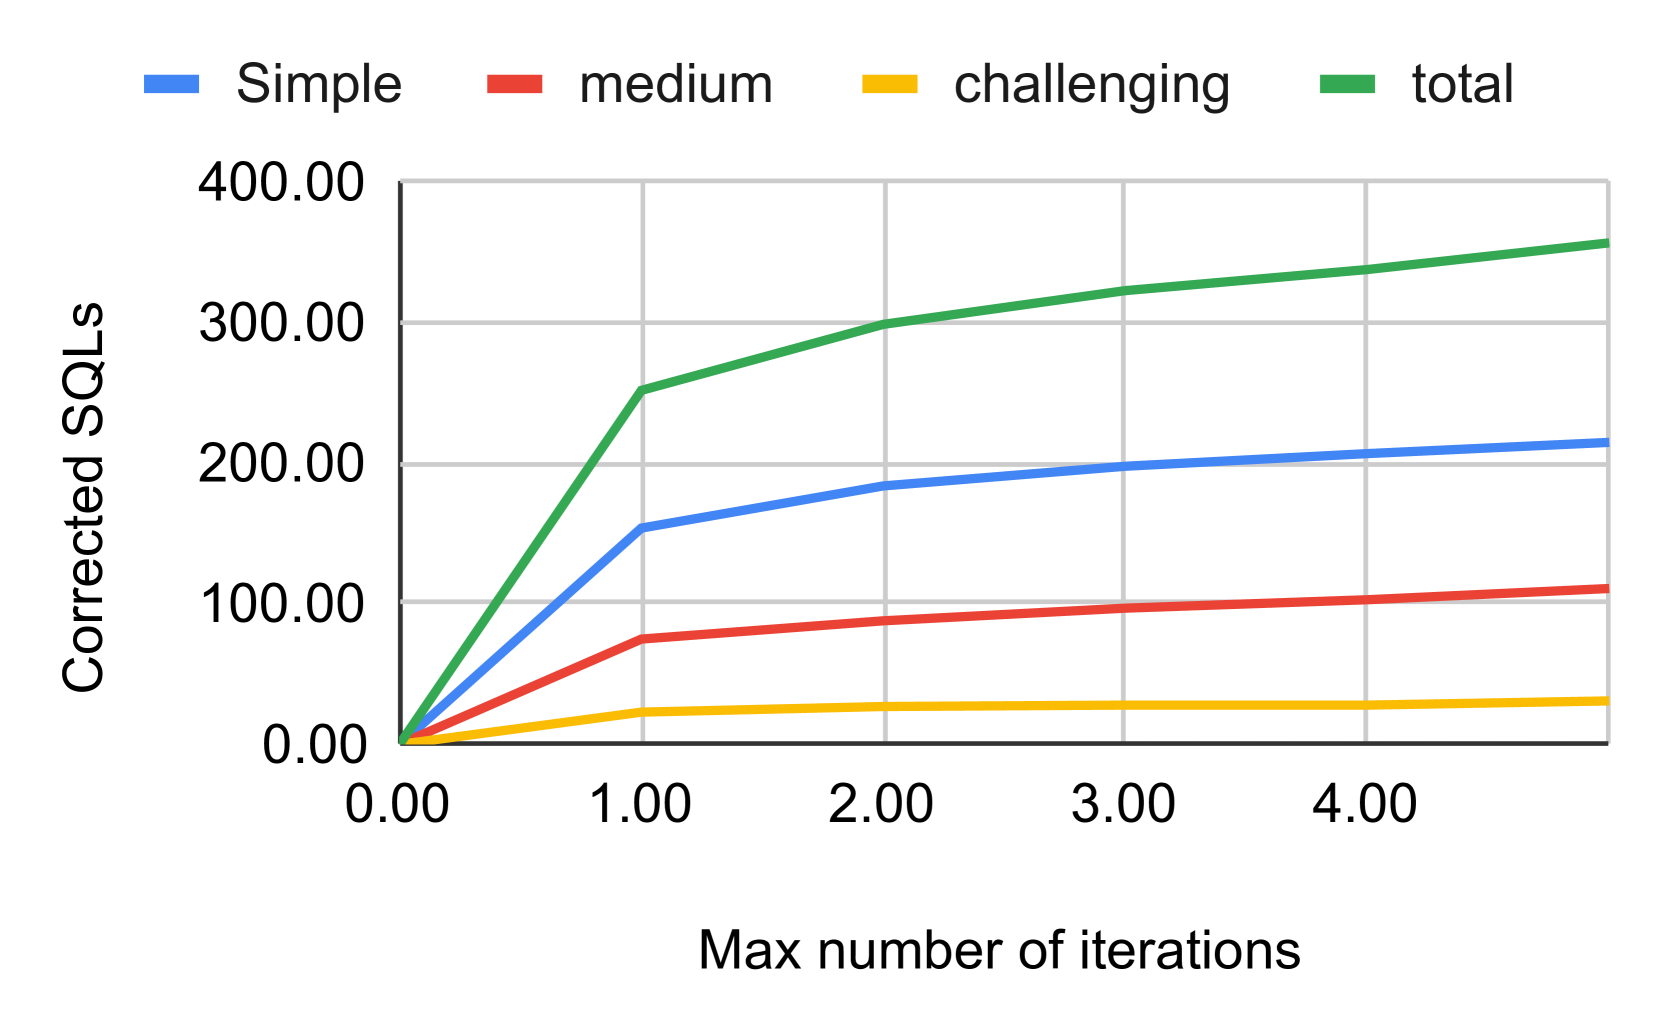 Simple medium challenging total
400.00
300.00
200.00
100.00
0.00
Corrected SQLs
0.00 1.00 2.00 3.00 4.00
Max number of iterations